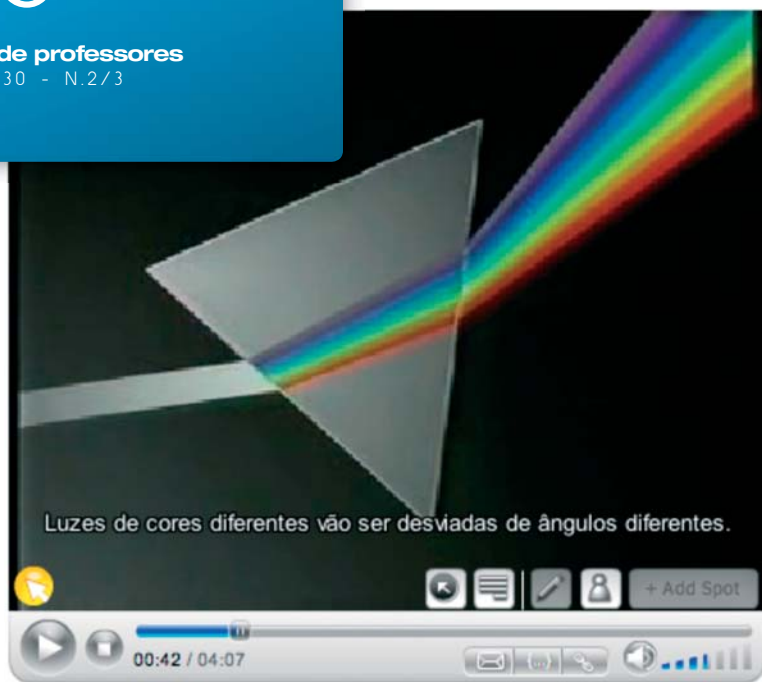 de professores
30 - N.2/3
Luzes de cores diferentes vão ser desviadas de ângulos diferentes.
+ Add Spot
00:42 / 04:07